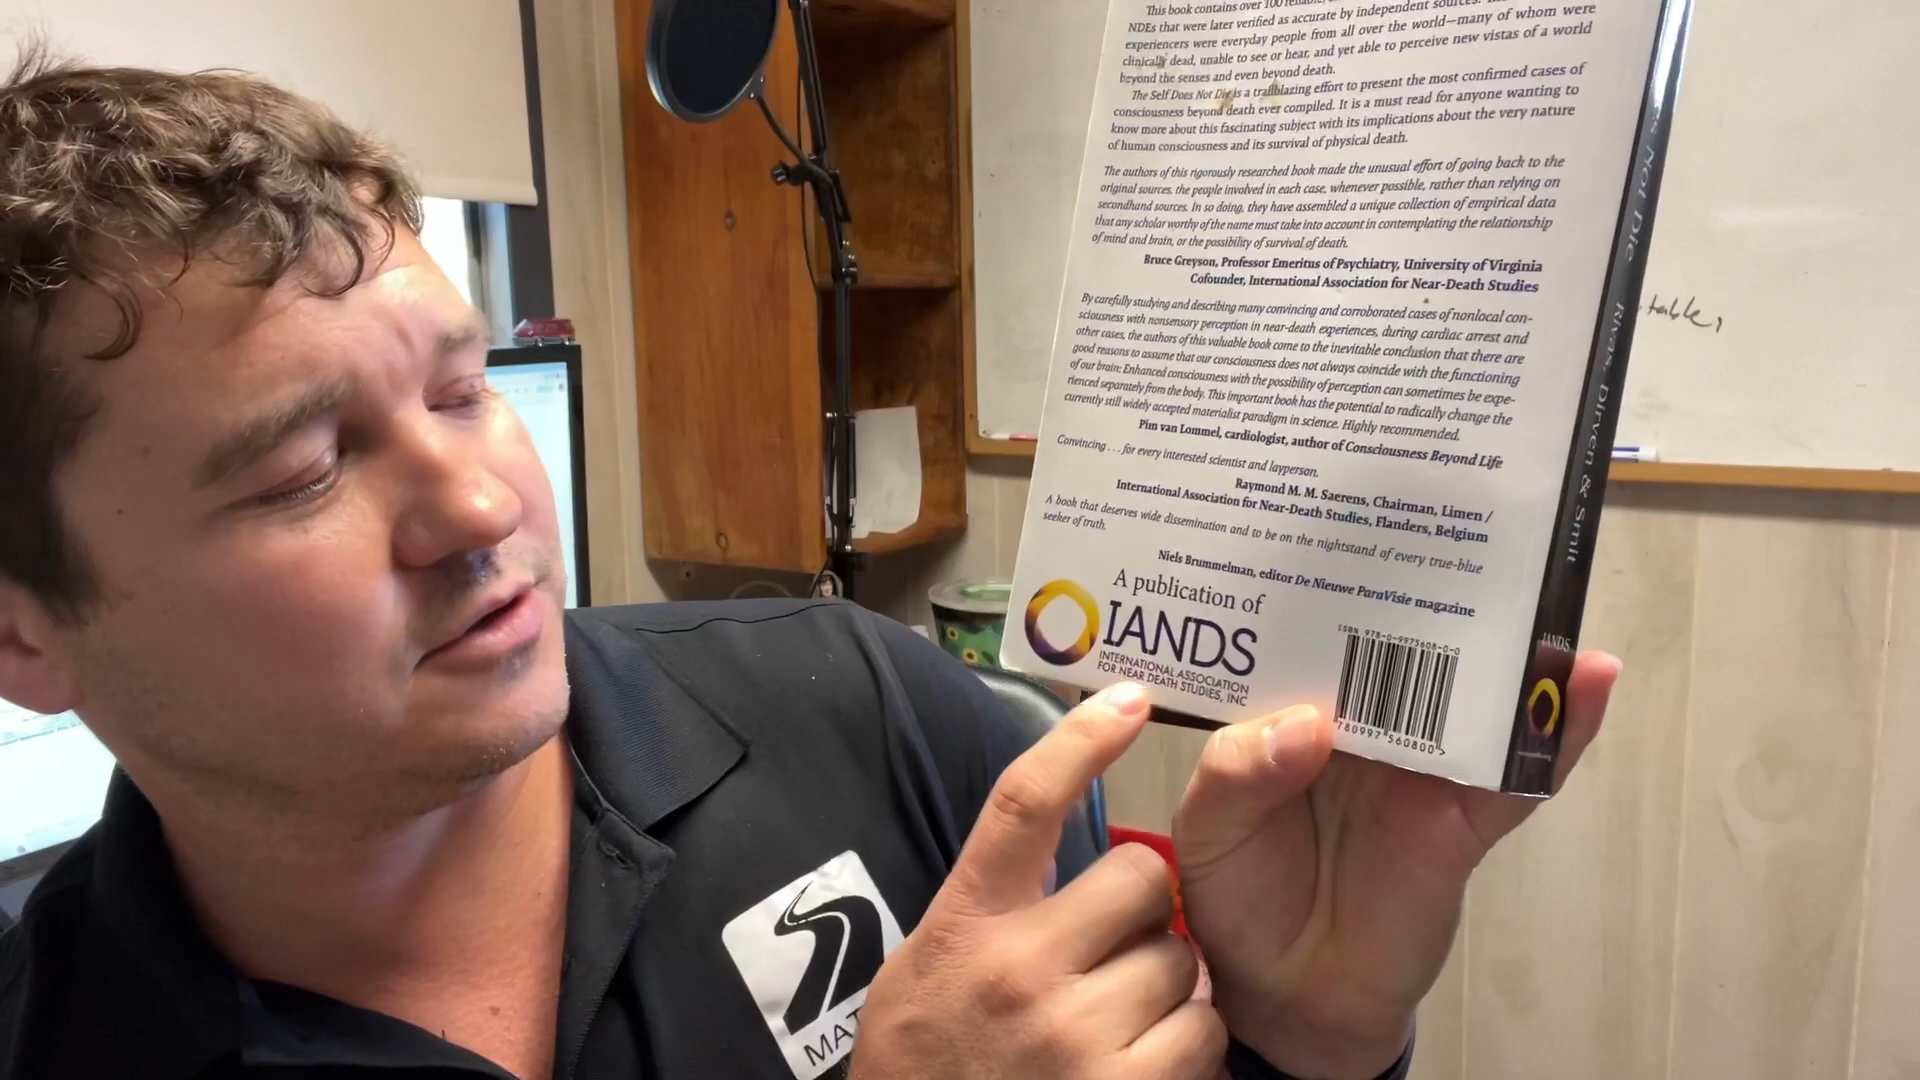 This book contains over 100
NDEs that were later verified as accurate by independent sources.
experiencers were everyday people from all over the world—many of whom were
clinically dead, unable to see or hear, and yet able to perceive new vistas of a world
beyond the senses and even beyond death.
The Self Does Not Die is a trailblazing effort to present the most confirmed cases of
consciousness beyond death ever compiled. It is a must read for anyone wanting to
know more about this fascinating subject with its implications about the very nature
of human consciousness and its survival of physical death.
The authors of this rigorously researched book made the unusual effort of going back to the
original sources, the people involved in each case, whenever possible, rather than relying on
secondhand sources. In so doing, they have assembled a unique collection of empirical data
that any scholar worthy of the name must take into account in contemplating the relationship
of mind and brain, or the possibility of survival of death.
Bruce Greyson, Professor Emeritus of Psychiatry, University of Virginia
Cofounder, International Association for Near-Death Studies
By carefully studying and describing many convincing and corroborated cases of nonlocal con-
sciousness with nonsensory perception in near-death experiences, during cardiac arrest and
other cases, the authors of this valuable book come to the inevitable conclusion that there are
good reasons to assume that our consciousness does not always coincide with the functioning
of our brain: Enhanced consciousness with the possibility of perception can sometimes be expe-
rienced separately from the body. This important book has the potential to radically change the
currently still widely accepted materialist paradigm in science. Highly recommended.
Pim van Lommel, cardiologist, author of Consciousness Beyond Life
Convincing . . . for every interested scientist and layperson.
Raymond M. M. Saerens, Chairman, Limen /
International Association for Near-Death Studies, Flanders, Belgium
A book that deserves wide dissemination and to be on the nightstand of every true-blue
seeker of truth.
Niels Brummelman, editor De Nieuwe ParaVisie magazine
A publication of
IANDS
INTERNATIONAL ASSOCIATION
FOR NEAR DEATH STUDIES, INC
ISBN 978-0-9975608-0-0
780997 560800>
Not Die Rivas, Dirven & Smit
IANDS
table,
MAT